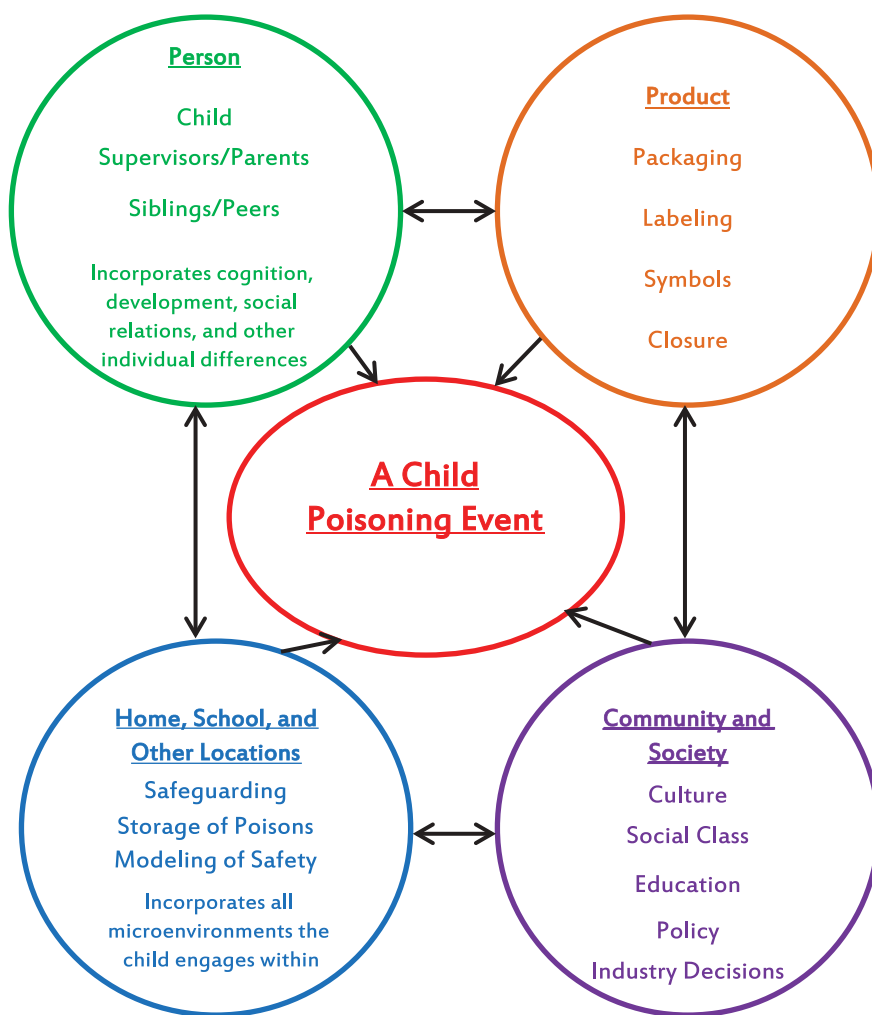 Person
Child
Supervisors/Parents
Siblings/Peers
Incorporates cognition,
development, social
relations, and other
individual differences
Product
Packaging
Labeling
Symbols
Closure
A Child
Poisoning Event
Home, School, and
Other Locations
Safeguarding
Storage of Poisons
Modeling of Safety
Incorporates all
microenvironments the
child engages within
Community and
Society
Culture
Social Class
Education
Policy
Industry Decisions